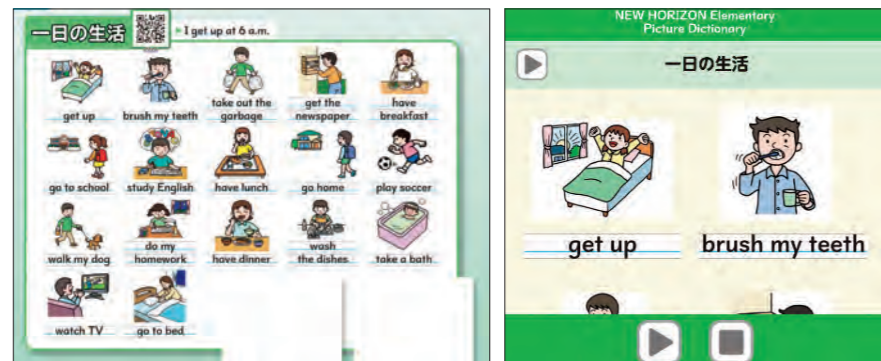 一日の生活
I get up at 6 a.m.
get up
brush my teeth
take out the
garbage
get the
newspaper
have
breakfast
go to school
study English
have lunch
go home
play soccer
walk my dog
do my
homework
have dinner
wash
the dishes
take a bath
watch TV
go to bed
NEW HORIZON Elementary
Picture Dictionary
一日の生活
get up
brush my teeth